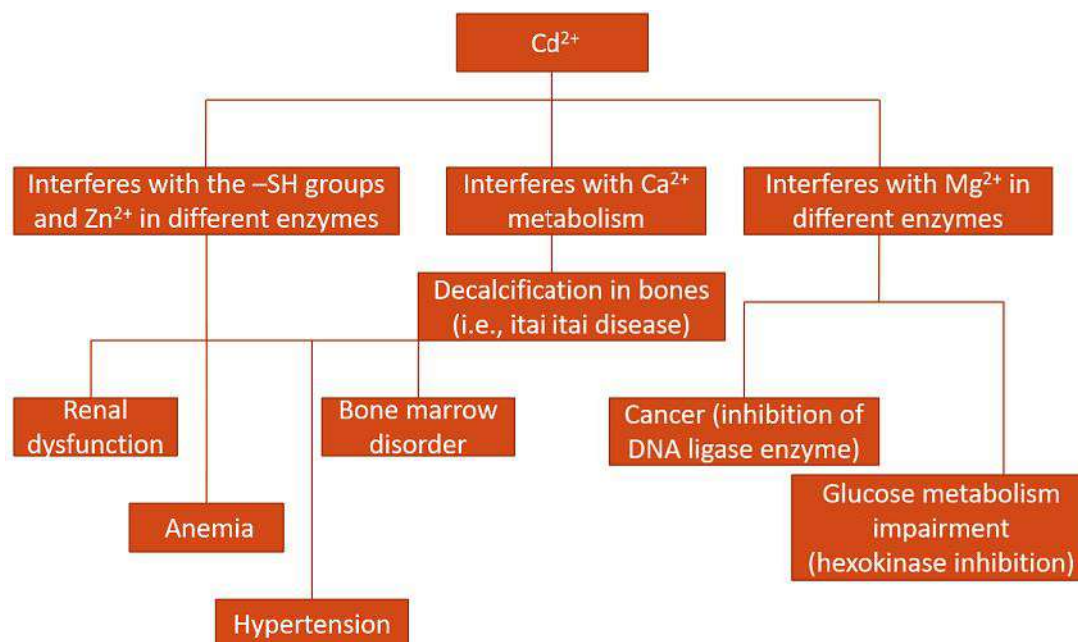 Cd²⁺
Interferes with the –SH groups
and Zn²⁺ in different enzymes
Interferes with Ca²⁺
metabolism
Interferes with Mg²⁺ in
different enzymes
Decalcification in bones
(i.e., itai itai disease)
Renal
dysfunction
Bone marrow
disorder
Cancer (inhibition of
DNA ligase enzyme)
Glucose metabolism
impairment
(hexokinase inhibition)
Anemia
Hypertension